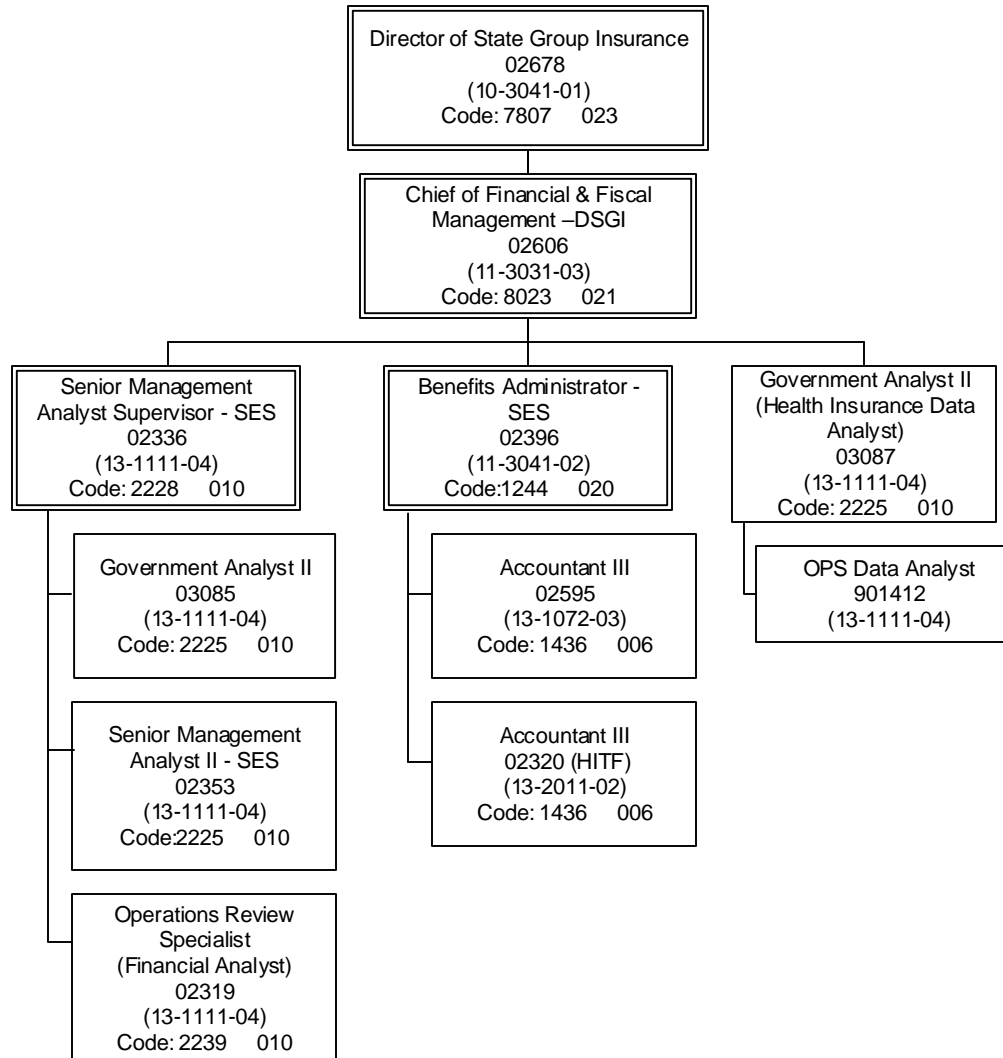 Director of State Group Insurance
02678
(10-3041-01)
Code: 7807 023
Chief of Financial & Fiscal
Management –DSGI
02606
(11-3031-03)
Code: 8023 021
Senior Management
Analyst Supervisor - SES
02336
(13-1111-04)
Code: 2228 010
Government Analyst II
03085
(13-1111-04)
Code: 2225 010
Senior Management
Analyst II - SES
02353
(13-1111-04)
Code:2225 010
Operations Review
Specialist
(Financial Analyst)
02319
(13-1111-04)
Code: 2239 010
Benefits Administrator -
SES
02396
(11-3041-02)
Code:1244 020
Accountant III
02595
(13-1072-03)
Code: 1436 006
Accountant III
02320 (HITF)
(13-2011-02)
Code: 1436 006
Government Analyst II
(Health Insurance Data
Analyst)
03087
(13-1111-04)
Code: 2225 010
OPS Data Analyst
901412
(13-1111-04)